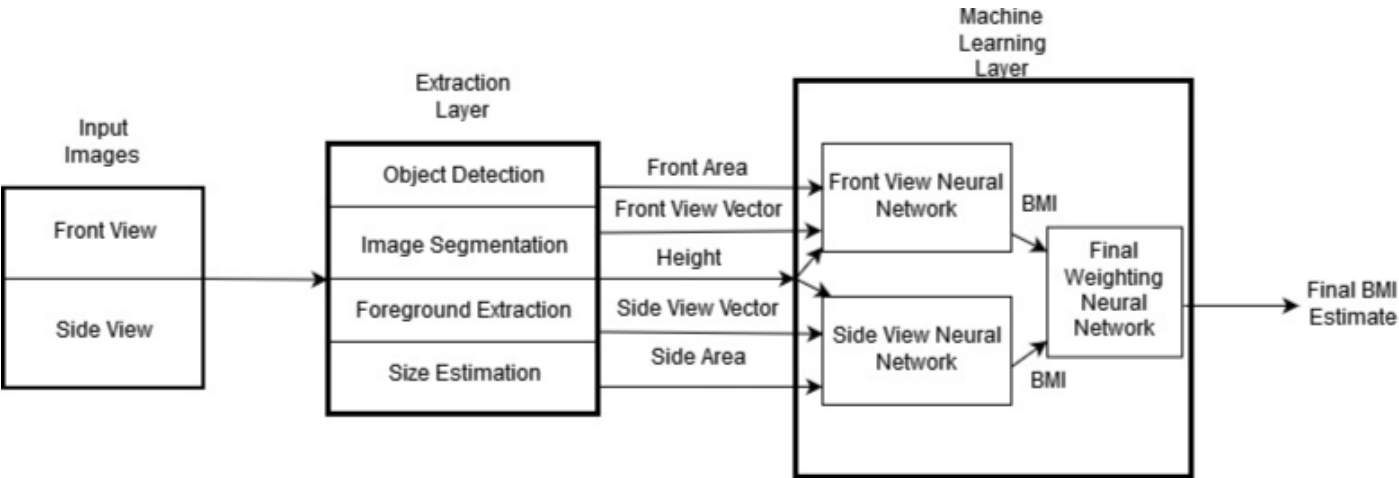 Input
Images
Front View
Side View
Extraction
Layer
Object Detection
Image Segmentation
Foreground Extraction
Size Estimation
Front Area
Front View Vector
Height
Side View Vector
Side Area
Machine
Learning
Layer
Front View Neural
Network
Side View Neural
Network
BMI
BMI
Final
Weighting
Neural
Network
Final BMI
Estimate